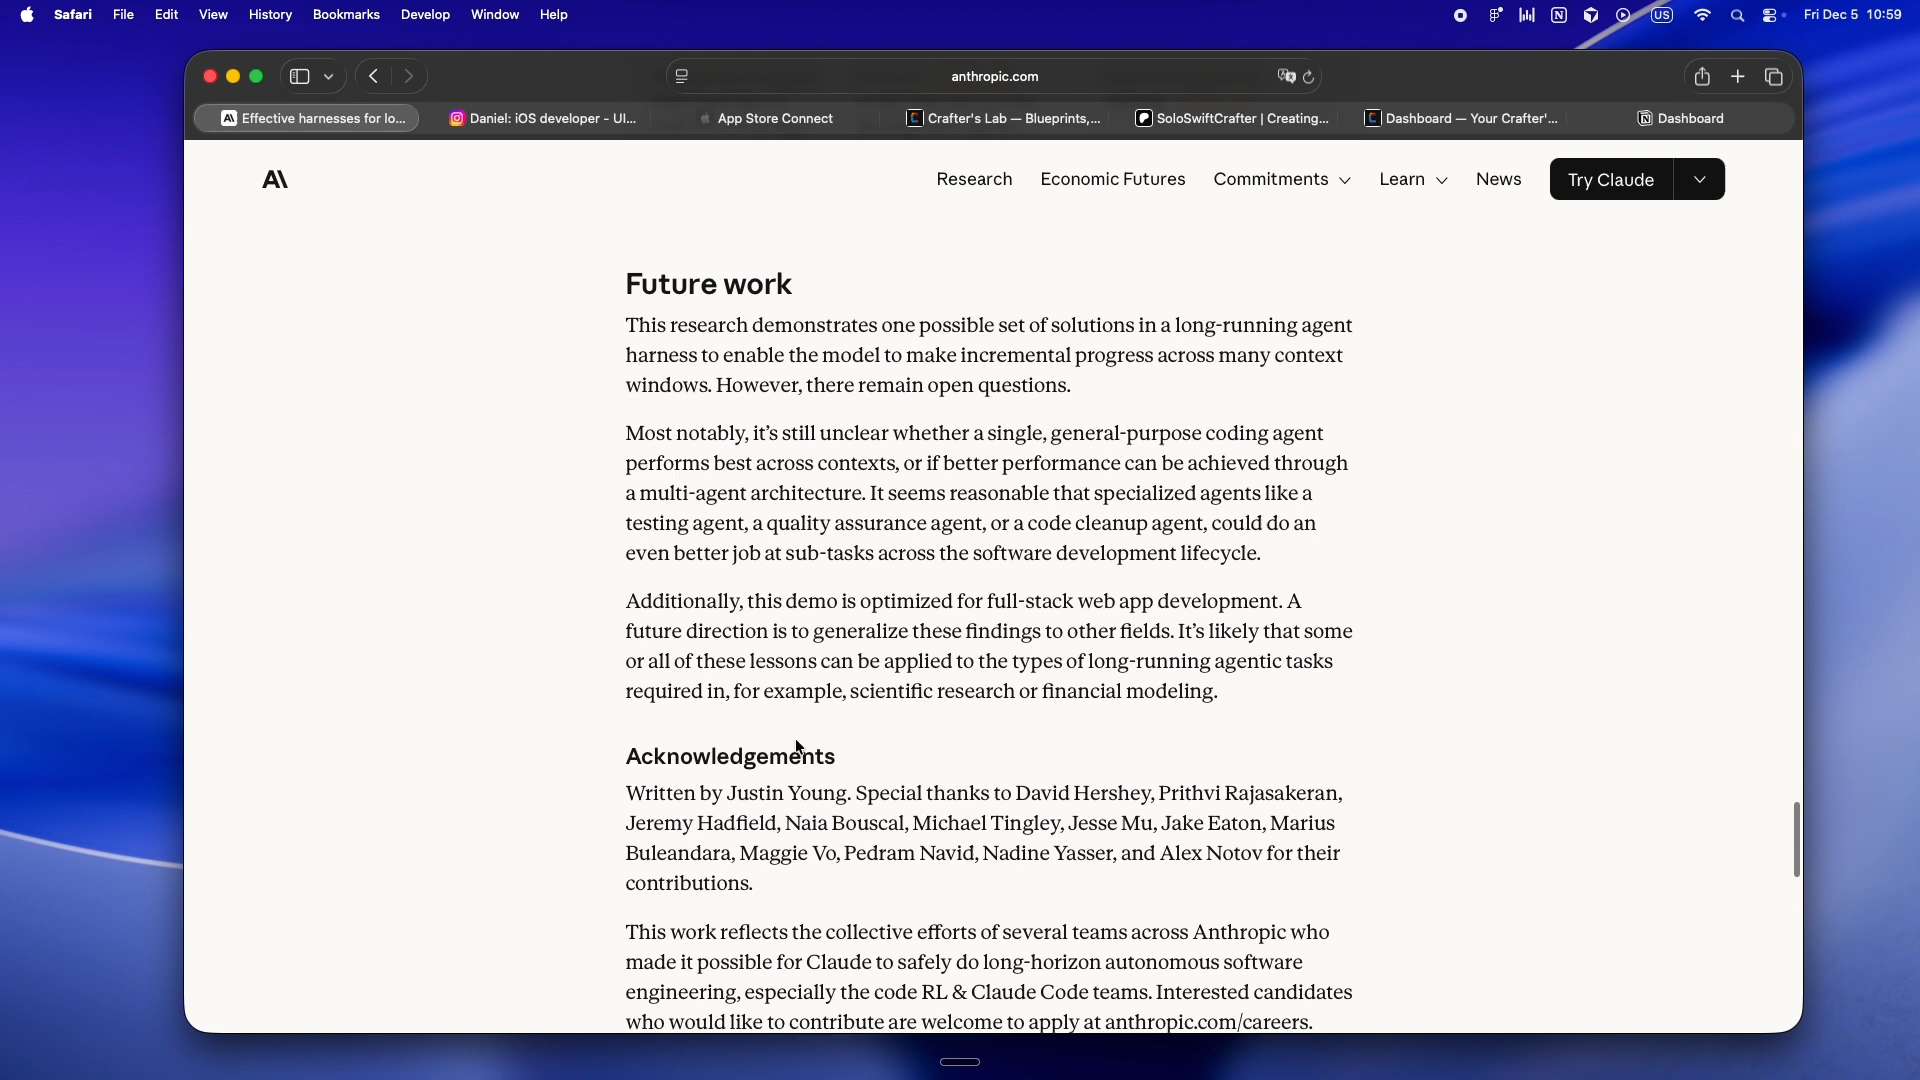 Safari File Edit View History Bookmarks Develop Window Help US Fri Dec 5 10:59
anthropic.com
Effective harnesses for lo... Daniel: iOS developer - UI... App Store Connect Crafter's Lab — Blueprints,... SoloSwiftCrafter | Creating... Dashboard — Your Crafter'... Dashboard
Research Economic Futures Commitments Learn News Try Claude
Future work
This research demonstrates one possible set of solutions in a long-running agent
harness to enable the model to make incremental progress across many context
windows. However, there remain open questions.
Most notably, it’s still unclear whether a single, general-purpose coding agent
performs best across contexts, or if better performance can be achieved through
a multi-agent architecture. It seems reasonable that specialized agents like a
testing agent, a quality assurance agent, or a code cleanup agent, could do an
even better job at sub-tasks across the software development lifecycle.
Additionally, this demo is optimized for full-stack web app development. A
future direction is to generalize these findings to other fields. It’s likely that some
or all of these lessons can be applied to the types of long-running agentic tasks
required in, for example, scientific research or financial modeling.
Acknowledgements
Written by Justin Young. Special thanks to David Hershey, Prithvi Rajasakeran,
Jeremy Hadfield, Naia Bouscal, Michael Tingley, Jesse Mu, Jake Eaton, Marius
Buleandara, Maggie Vo, Pedram Navid, Nadine Yasser, and Alex Notov for their
contributions.
This work reflects the collective efforts of several teams across Anthropic who
made it possible for Claude to safely do long-horizon autonomous software
engineering, especially the code RL & Claude Code teams. Interested candidates
who would like to contribute are welcome to apply at anthropic.com/careers.